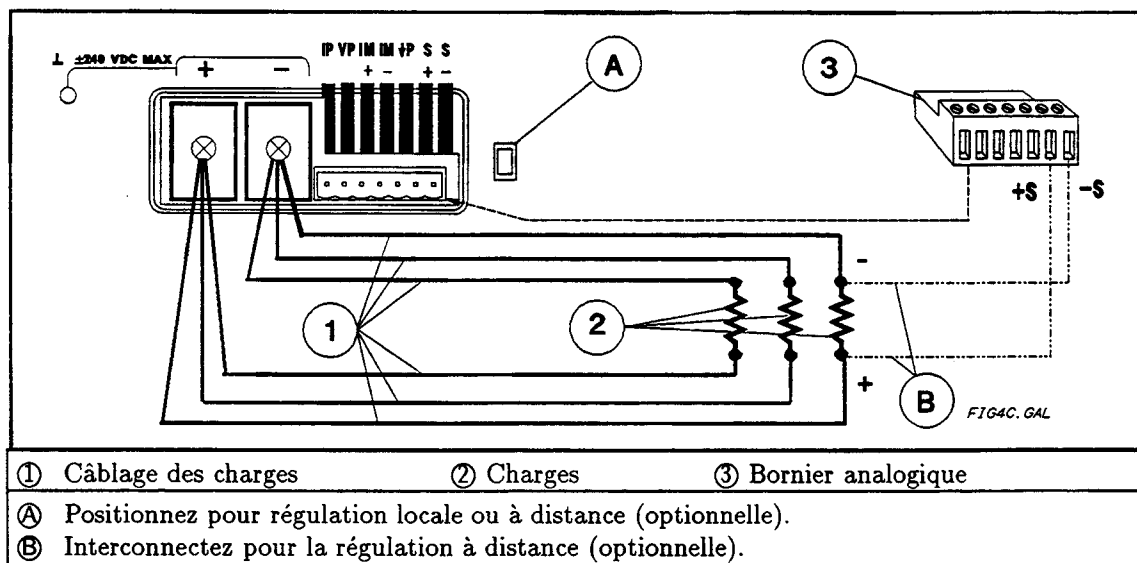 ⊥ ±240 VDC MAX + − IP VP IM IM ↑P S S
+ − + −
A
3
+S -S
-
1
2
+
B
FIG4C.GAL
① Câblage des charges ② Charges ③ Bornier analogique
Ⓐ Positionnez pour régulation locale ou à distance (optionnelle).
Ⓑ Interconnectez pour la régulation à distance (optionnelle).